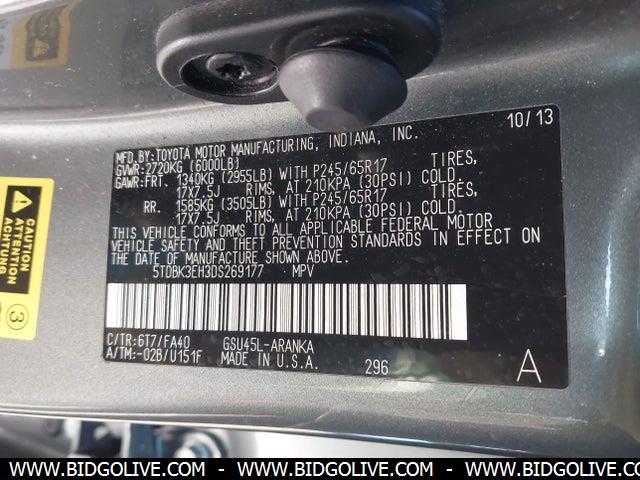 10/13
MFD.BY:TOYOTA MOTOR MANUFACTURING, INDIANA, INC.
GVWR:2720KG (6000LB)
GAWR:FRT. 1340KG (2955LB) WITH P245/65R17 TIRES,
17X7.5J RIMS, AT 210KPA (30PSI) COLD.
RR. 1585KG (3505LB) WITH P245/65R17 TIRES,
17X7.5J RIMS, AT 210KPA (30PSI) COLD.
THIS VEHICLE CONFORMS TO ALL APPLICABLE FEDERAL MOTOR
VEHICLE SAFETY AND THEFT PREVENTION STANDARDS IN EFFECT ON
THE DATE OF MANUFACTURE SHOWN ABOVE.
5TDBK3EH3DS269177 MPV
C/TR:6T7/FA40 GSU45L-ARANKA
A/TM:-02B/U151F MADE IN U.S.A. 296 A
CAUTION
ACHTUNG
3
WWW.BIDGOLIVE.COM - WWW.BIDGOLIVE.COM - WWW.BIDGOLIVE.COM